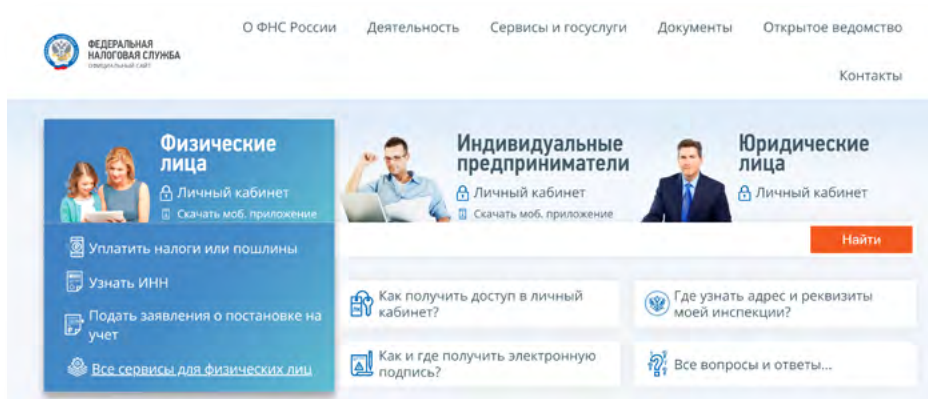 О ФНС России Деятельность Сервисы и госуслуги Документы Открытое ведомство
ФЕДЕРАЛЬНАЯ
НАЛОГОВАЯ СЛУЖБА
ОФИЦИАЛЬНЫЙ САЙТ
Контакты
Физические
лица
Личный кабинет
Скачать моб. приложение
Индивидуальные
предприниматели
Личный кабинет
Скачать моб. приложение
Юридические
лица
Личный кабинет
Уплатить налоги или пошлины
Узнать ИНН
Подать заявления о постановке на
учет
Все сервисы для физических лиц
Найти
Как получить доступ в личный
кабинет?
Где узнать адрес и реквизиты
моей инспекции?
Как и где получить электронную
подпись?
Все вопросы и ответы...